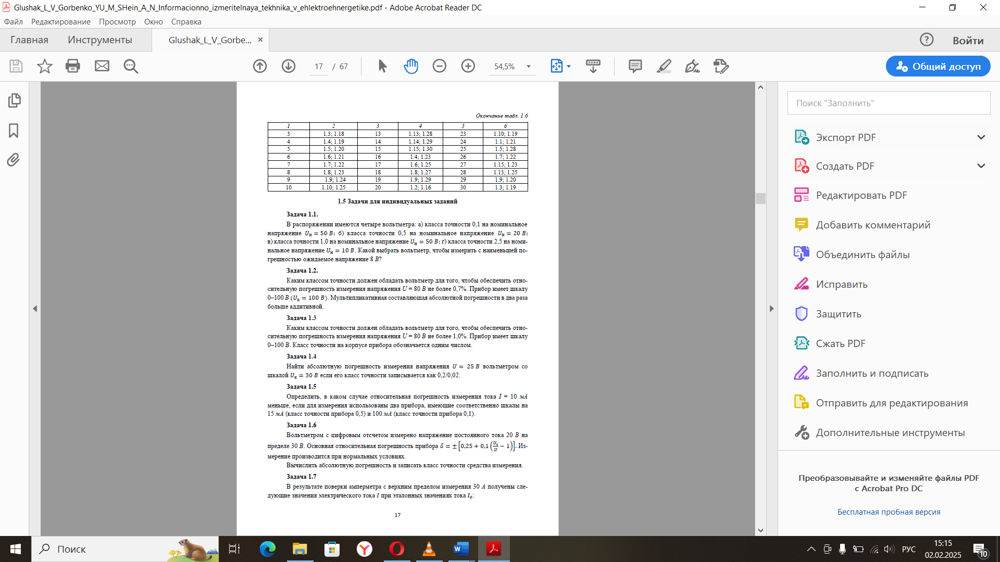 Glushak_L_V_Gorbenko_YU_M_SHein_A_N_Informacionno_izmeritelnaya_tekhnika_v_ehlektroehnergetike.pdf - Adobe Acrobat Reader DC
Файл Редактирование Просмотр Окно Справка
Главная Инструменты Glushak_L_V_Gorbe... × ? Войти
17 / 67 54,5% Общий доступ
Окончание табл. 1.6
1 2 3 4 5 6
3 1.3; 1.18 13 1.13; 1.28 23 1.10; 1.19
4 1.4; 1.19 14 1.14; 1.29 24 1.1; 1.21
5 1.5; 1.20 15 1.15; 1.30 25 1.5; 1.28
6 1.6; 1.21 16 1.4; 1.23 26 1.7; 1.22
7 1.7; 1.22 17 1.6; 1.25 27 1.15; 1.23
8 1.8; 1.23 18 1.8; 1.27 28 1.13; 1.25
9 1.9; 1.24 19 1.9; 1.29 29 1.9; 1.20
10 1.10; 1.25 20 1.2; 1.16 30 1.3; 1.19
1.5 Задачи для индивидуальных заданий
Задача 1.1.
В распоряжении имеются четыре вольтметра: а) класса точности 0,1 на номинальное
напряжение Uн = 50 В; б) класса точности 0,5 на номинальное напряжение Uн = 20 В;
в) класса точности 1,0 на номинальное напряжение Uн = 50 В; г) класса точности 2,5 на номи-
нальное напряжение Uн = 10 В. Какой выбрать вольтметр, чтобы измерить с наименьшей по-
грешностью ожидаемое напряжение 8 В?
Задача 1.2.
Каким классом точности должен обладать вольтметр для того, чтобы обеспечить отно-
сительную погрешность измерения напряжения U = 80 В не более 0,7%. Прибор имеет шкалу
0–100 В (Uк = 100 В). Мультипликативная составляющая абсолютной погрешности в два раза
больше аддитивной.
Задача 1.3
Каким классом точности должен обладать вольтметр для того, чтобы обеспечить отно-
сительную погрешность измерения напряжения U = 80 В не более 1,0%. Прибор имеет шкалу
0–100 В. Класс точности на корпусе прибора обозначается одним числом.
Задача 1.4
Найти абсолютную погрешность измерения напряжения U = 25 В вольтметром со
шкалой Uк = 30 В если его класс точности записывается как 0,2/0,02.
Задача 1.5
Определить, в каком случае относительная погрешность измерения тока I = 10 мА
меньше, если для измерения использованы два прибора, имеющие соответственно шкалы на
15 мА (класс точности прибора 0,5) и 100 мА (класс точности прибора 0,1).
Задача 1.6
Вольтметром с цифровым отсчетом измерено напряжение постоянного тока 20 В на
пределе 30 В. Основная относительная погрешность прибора δ = ± [0,25 + 0,1 (Uк/U − 1)]. Из-
мерение производится при нормальных условиях.
Вычислить абсолютную погрешность и записать класс точности средства измерения.
Задача 1.7
В результате поверки амперметра с верхним пределом измерения 30 А получены сле-
дующие значения электрического тока I при эталонных значениях тока Io:
17
Поиск "Заполнить"
Экспорт PDF
Создать PDF
Редактировать PDF
Добавить комментарий
Объединить файлы
Исправить
Защитить
Сжать PDF
Заполнить и подписать
Отправить для редактирования
Дополнительные инструменты
Преобразовывайте и изменяйте файлы PDF
с Acrobat Pro DC
Бесплатная пробная версия
Поиск
РУС
15:15
02.02.2025
10